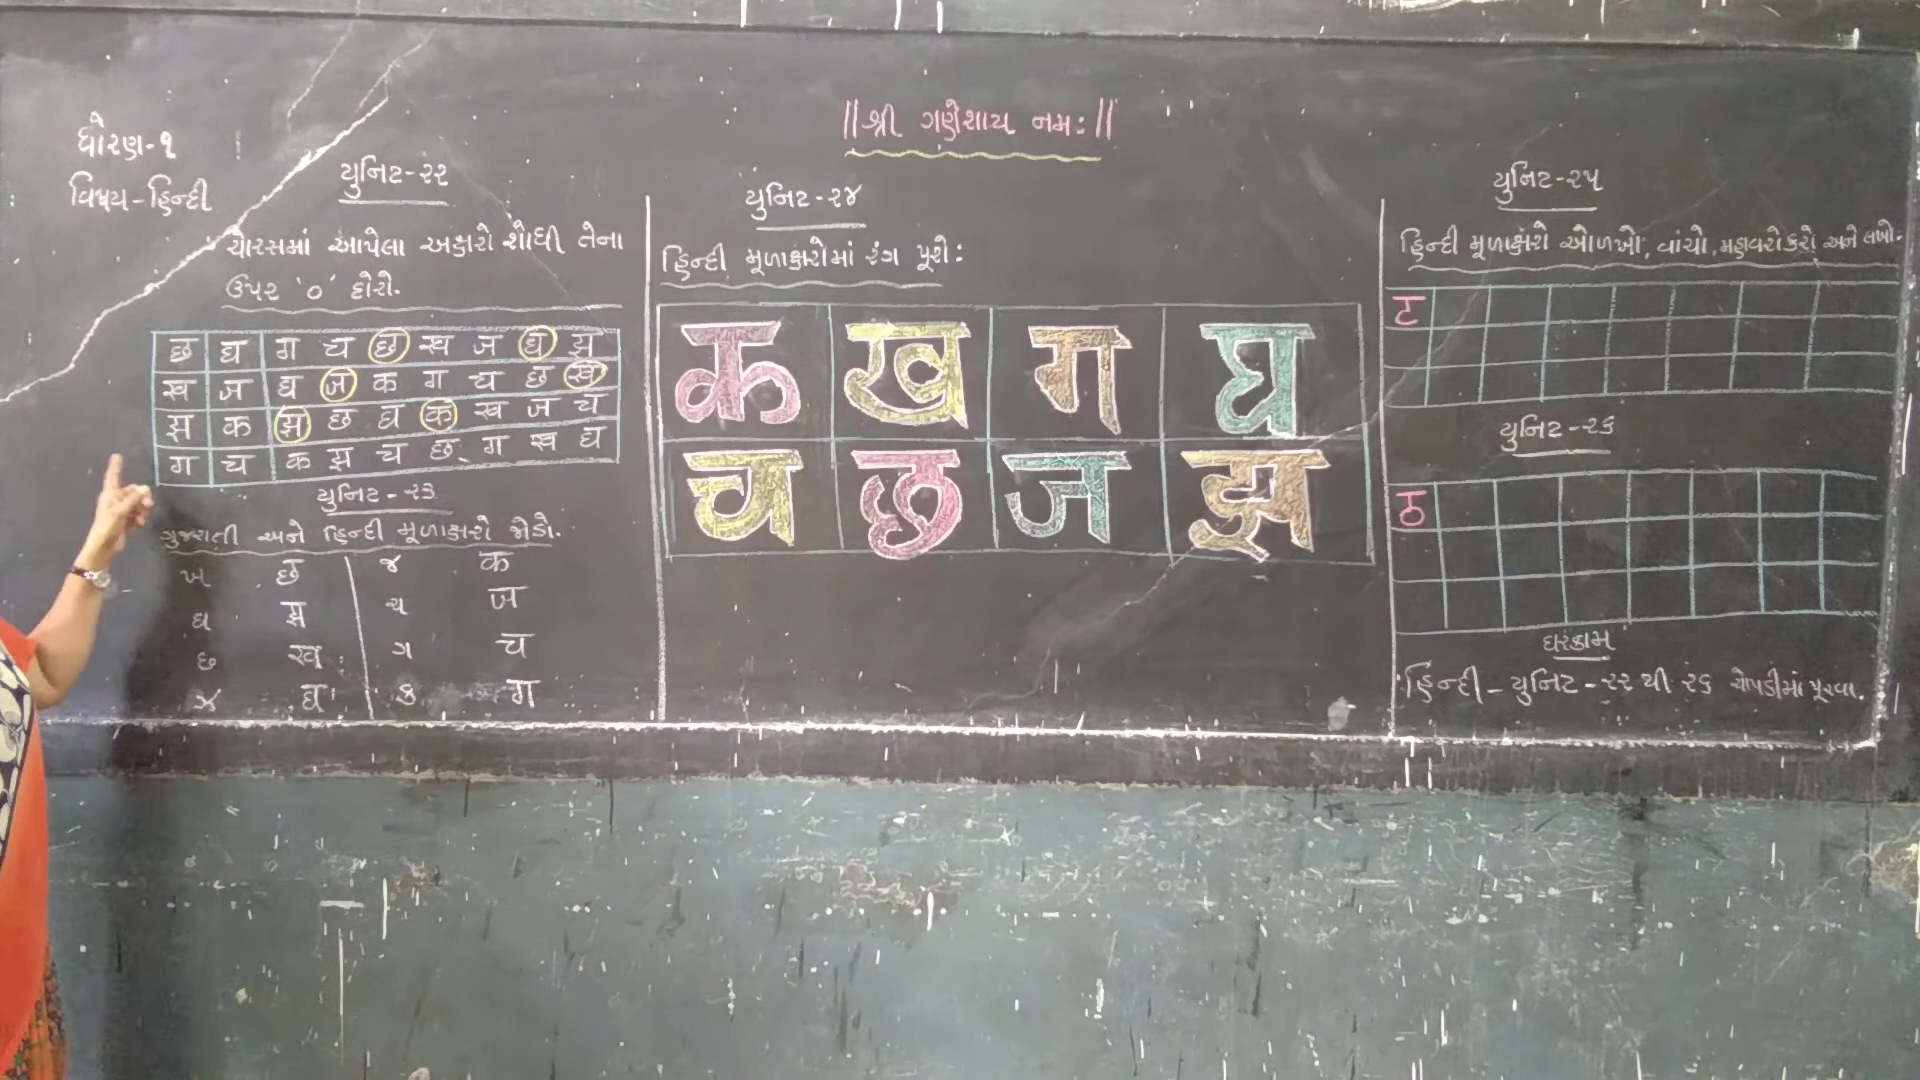 ॥ શ્રી ગણેશાય નમઃ ॥
ધોરણ-૧
વિષય-હિન્દી
યુનિટ-૨૨
ચોરસમાં આપેલા અક્ષરો શોધી તેના
ઉપર '૦' દોરો.
छ घ ग च छ ख ज घ झ
ख ज घ ज क ग च छ ख
झ क झ छ घ क ख ज च
ग च क झ च छ ग ख घ
યુનિટ-૨૩
ગુજરાતી અને હિન્દી મૂળાક્ષરો જોડો.
ખ छ જ क
ઘ झ ચ ज
છ ख ગ च
ઝ घ ક ग
યુનિટ-૨૪
હિન્દી મૂળાક્ષરોમાં રંગ પૂરો:
क ख ग घ
च छ ज झ
યુનિટ-૨૫
હિન્દી મૂળાક્ષરો ઓળખો, વાંચો, મહાવરો કરો અને લખો.
ट
યુનિટ-૨૬
ठ
ઘરકામ
હિન્દી - યુનિટ-૨૨ થી ૨૬ ચોપડીમાં પૂરવા.